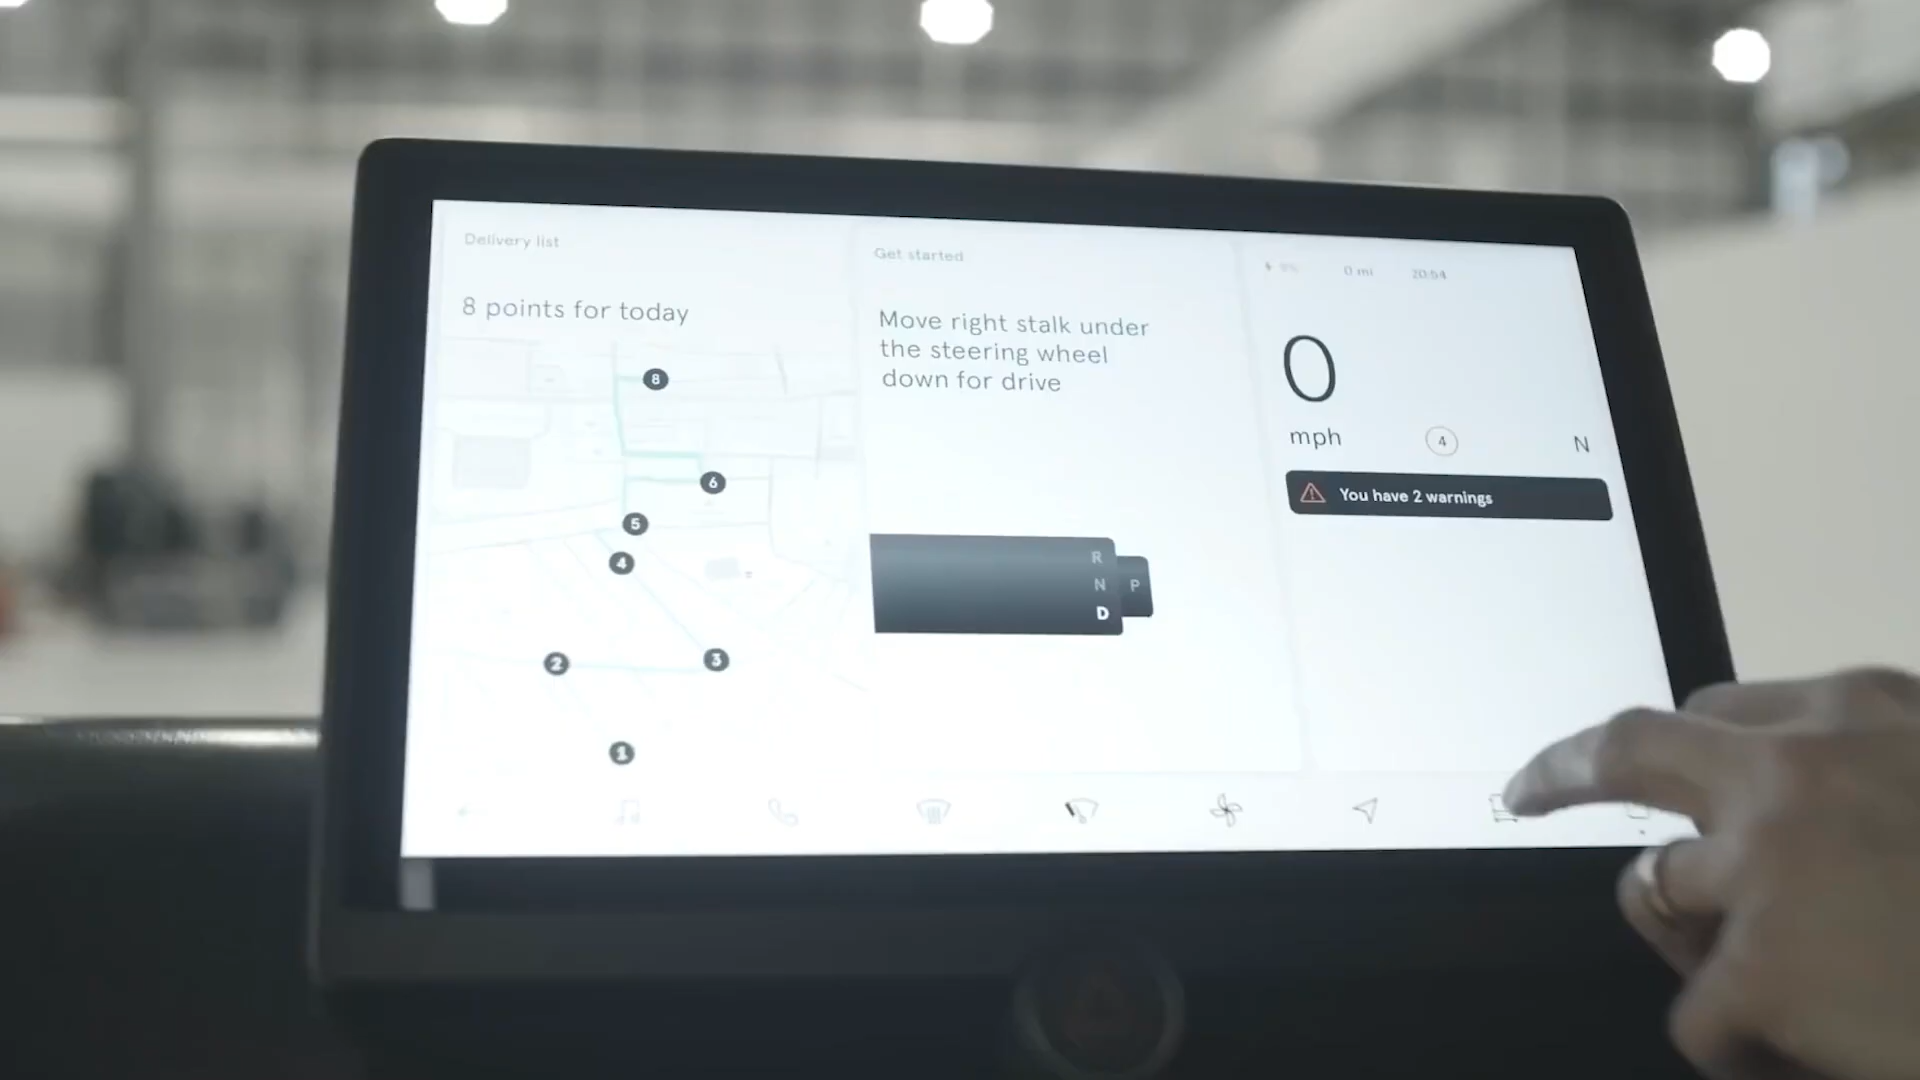 Delivery list
8 points for today
8
6
5
4
3
2
1
Get started
Move right stalk under
the steering wheel
down for drive
R
N
P
D
0 mi
20:54
0
mph
4
N
You have 2 warnings